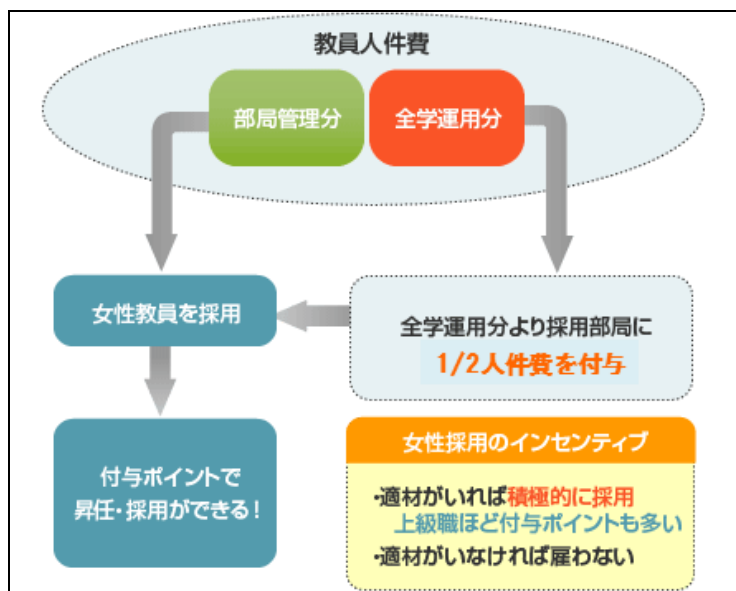 教員人件費
部局管理分
全学運用分
女性教員を採用
全学運用分より採用部局に
1/2人件費を付与
付与ポイントで
昇任・採用ができる!
女性採用のインセンティブ
・適材がいれば積極的に採用
上級職ほど付与ポイントも多い
・適材がいなければ雇わない